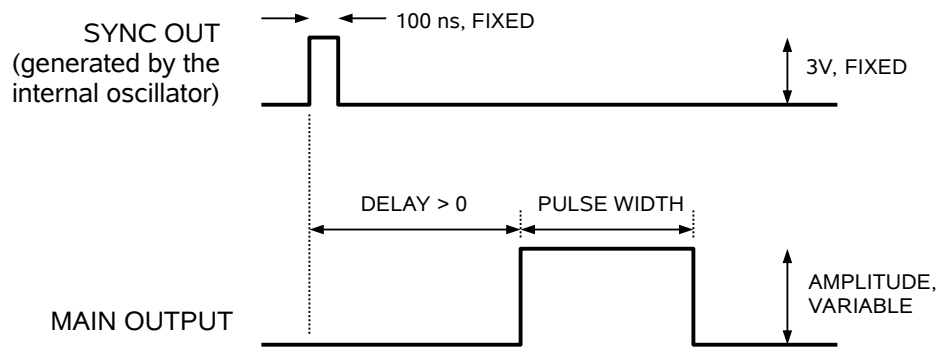 100 ns, FIXED
SYNC OUT
(generated by the
internal oscillator)
3V, FIXED
DELAY > 0
PULSE WIDTH
AMPLITUDE,
VARIABLE
MAIN OUTPUT